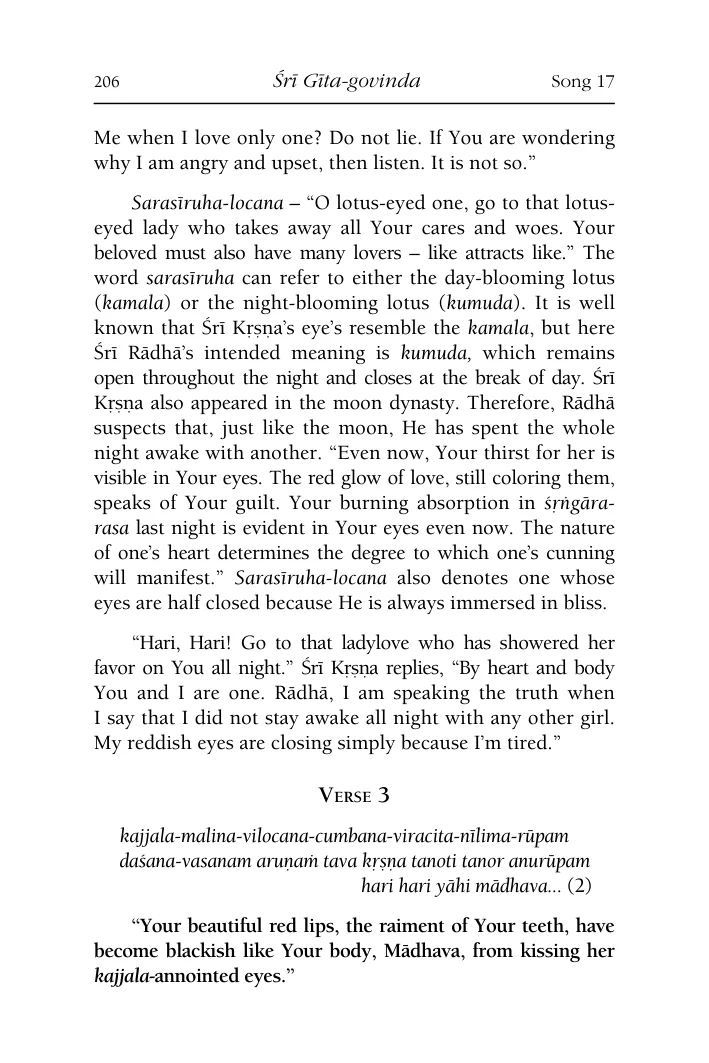 206 Śrī Gīta-govinda Song 17
Me when I love only one? Do not lie. If You are wondering
why I am angry and upset, then listen. It is not so.”
Sarasīruha-locana – “O lotus-eyed one, go to that lotus-
eyed lady who takes away all Your cares and woes. Your
beloved must also have many lovers – like attracts like.” The
word sarasīruha can refer to either the day-blooming lotus
(kamala) or the night-blooming lotus (kumuda). It is well
known that Śrī Kṛṣṇa’s eye’s resemble the kamala, but here
Śrī Rādhā’s intended meaning is kumuda, which remains
open throughout the night and closes at the break of day. Śrī
Kṛṣṇa also appeared in the moon dynasty. Therefore, Rādhā
suspects that, just like the moon, He has spent the whole
night awake with another. “Even now, Your thirst for her is
visible in Your eyes. The red glow of love, still coloring them,
speaks of Your guilt. Your burning absorption in śṛṅgāra-
rasa last night is evident in Your eyes even now. The nature
of one’s heart determines the degree to which one’s cunning
will manifest.” Sarasīruha-locana also denotes one whose
eyes are half closed because He is always immersed in bliss.
“Hari, Hari! Go to that ladylove who has showered her
favor on You all night.” Śrī Kṛṣṇa replies, “By heart and body
You and I are one. Rādhā, I am speaking the truth when
I say that I did not stay awake all night with any other girl.
My reddish eyes are closing simply because I’m tired.”
Verse 3
kajjala-malina-vilocana-cumbana-viracita-nīlima-rūpam
daśana-vasanam aruṇaṁ tava kṛṣṇa tanoti tanor anurūpam
hari hari yāhi mādhava... (2)
“Your beautiful red lips, the raiment of Your teeth, have
become blackish like Your body, Mādhava, from kissing her
kajjala-annointed eyes.”